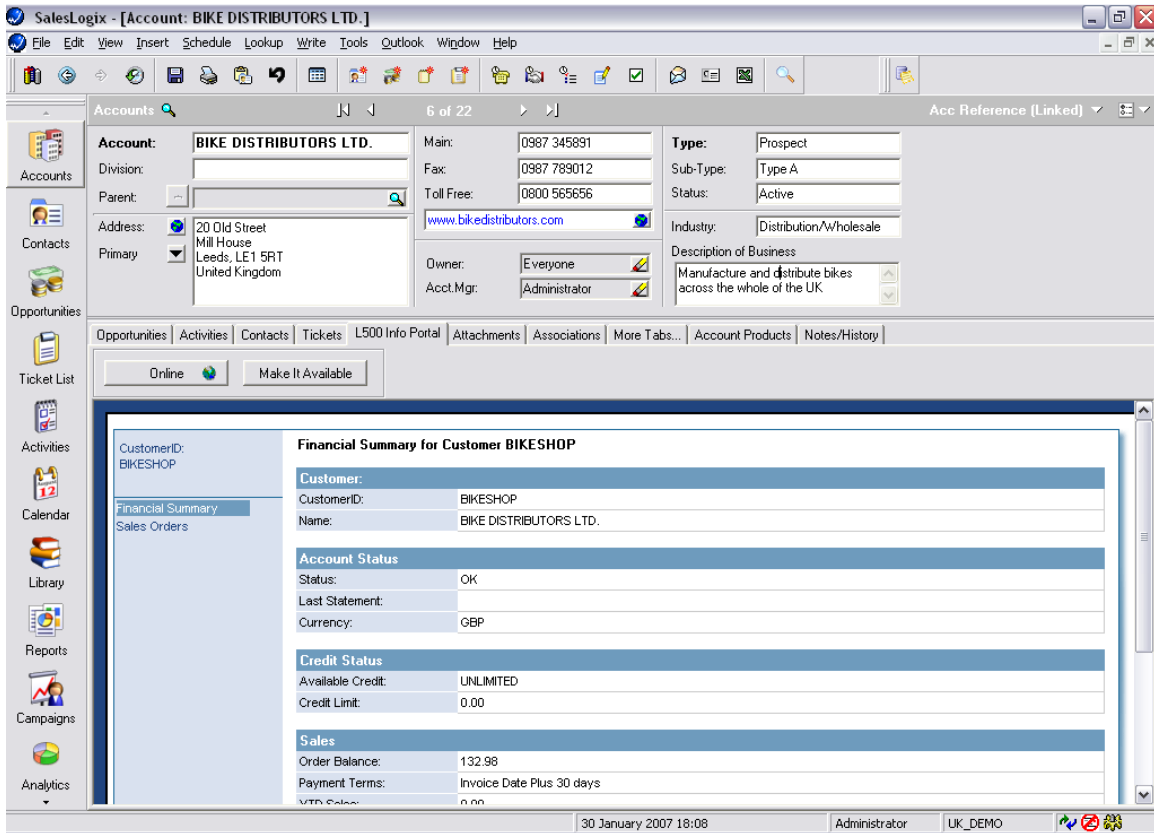 SalesLogix - [Account: BIKE DISTRIBUTORS LTD.]
File Edit View Insert Schedule Lookup Write Tools Outlook Window Help
Accounts 6 of 22 Acc Reference (Linked)
Accounts
Contacts
Opportunities
Ticket List
Activities
Calendar
Library
Reports
Campaigns
Analytics
Account: BIKE DISTRIBUTORS LTD.
Division:
Parent:
Address: 20 Old Street
Mill House
Primary
Leeds, LE1 5RT
United Kingdom
Main: 0987 345891
Fax: 0987 789012
Toll Free: 0800 565656
www.bikedistributors.com
Owner: Everyone
Acct.Mgr: Administrator
Type: Prospect
Sub-Type: Type A
Status: Active
Industry: Distribution/Wholesale
Description of Business
Manufacture and distribute bikes
across the whole of the UK
Opportunities Activities Contacts Tickets L500 Info Portal Attachments Associations More Tabs... Account Products Notes/History
Online Make It Available
CustomerID:
BIKESHOP
Financial Summary
Sales Orders
Financial Summary for Customer BIKESHOP
Customer:
CustomerID: BIKESHOP
Name: BIKE DISTRIBUTORS LTD.
Account Status
Status: OK
Last Statement:
Currency: GBP
Credit Status
Available Credit: UNLIMITED
Credit Limit: 0.00
Sales
Order Balance: 132.98
Payment Terms: Invoice Date Plus 30 days
YTD Sales: 0.00
30 January 2007 18:08 Administrator UK_DEMO